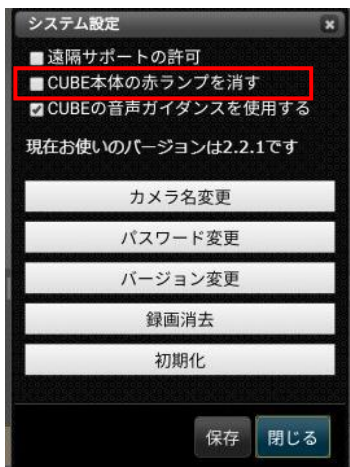 システム設定
遠隔サポートの許可
CUBE本体の赤ランプを消す
CUBEの音声ガイダンスを使用する
現在お使いのバージョンは2.2.1です
カメラ名変更
パスワード変更
バージョン変更
録画消去
初期化
保存 閉じる